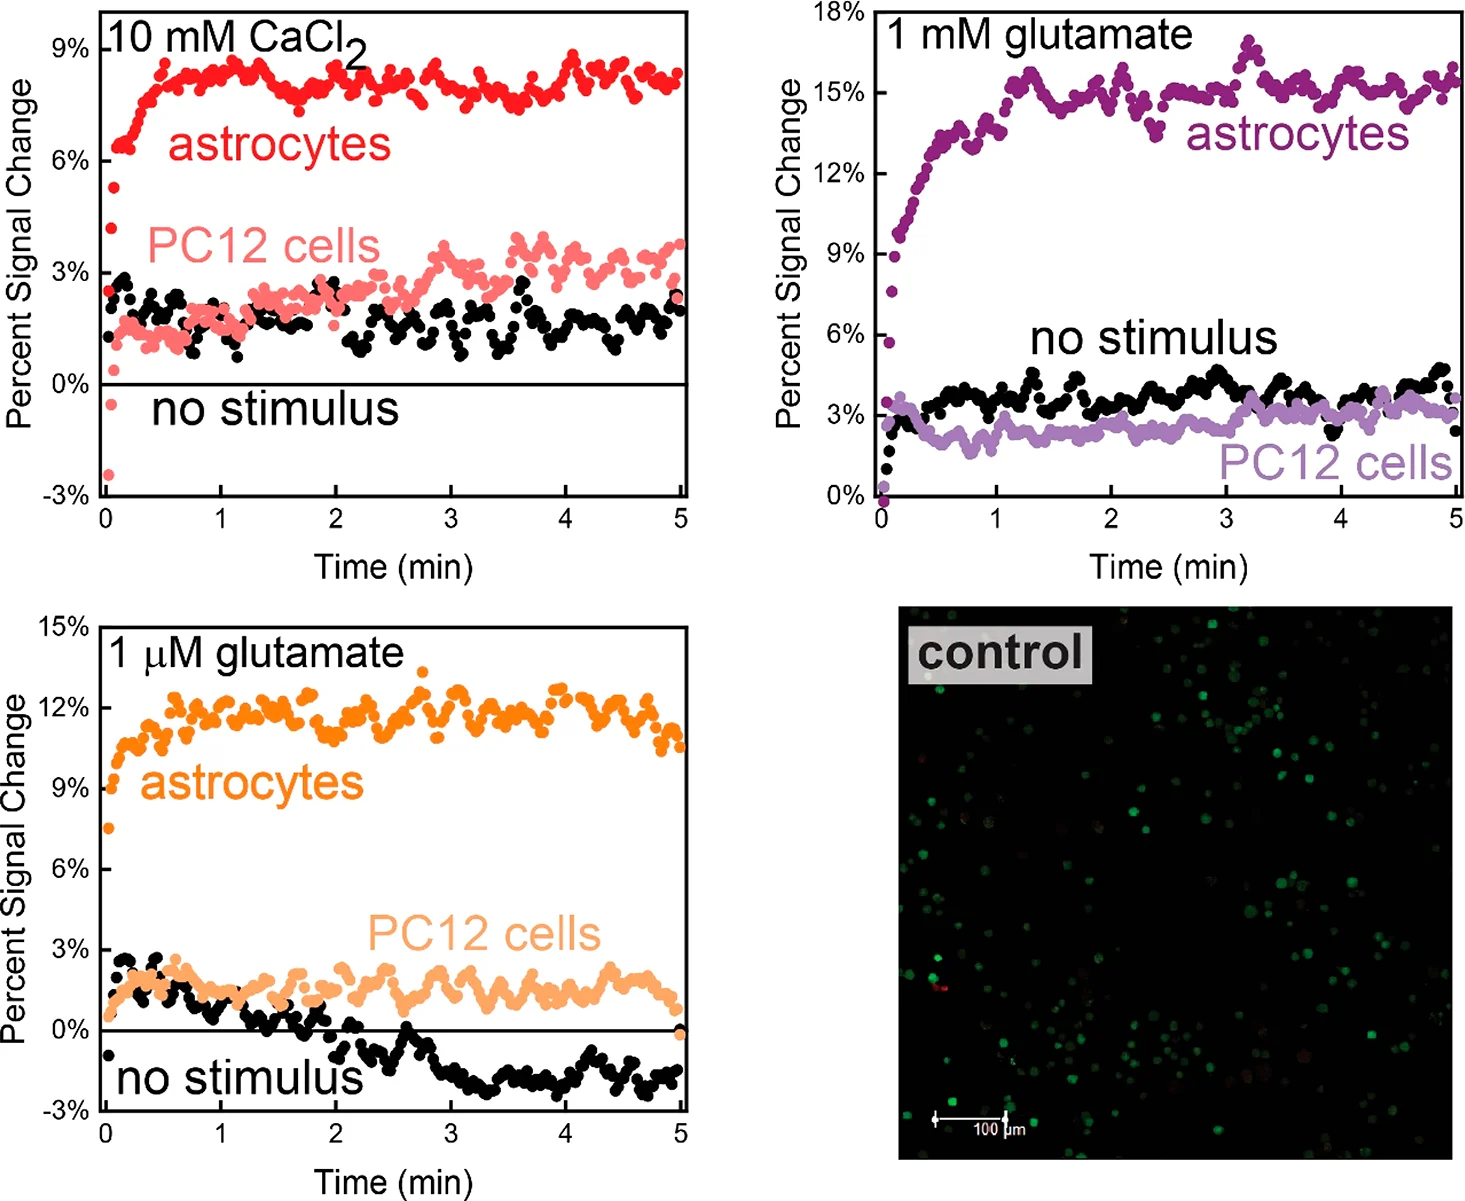 10 mM CaCl2
Percent Signal Change
9%
6%
3%
0%
-3%
astrocytes
PC12 cells
no stimulus
0 1 2 3 4 5
Time (min)
1 mM glutamate
Percent Signal Change
18%
15%
12%
9%
6%
3%
0%
astrocytes
no stimulus
PC12 cells
0 1 2 3 4 5
Time (min)
1 μM glutamate
Percent Signal Change
15%
12%
9%
6%
3%
0%
-3%
astrocytes
PC12 cells
no stimulus
0 1 2 3 4 5
Time (min)
control
100 μm